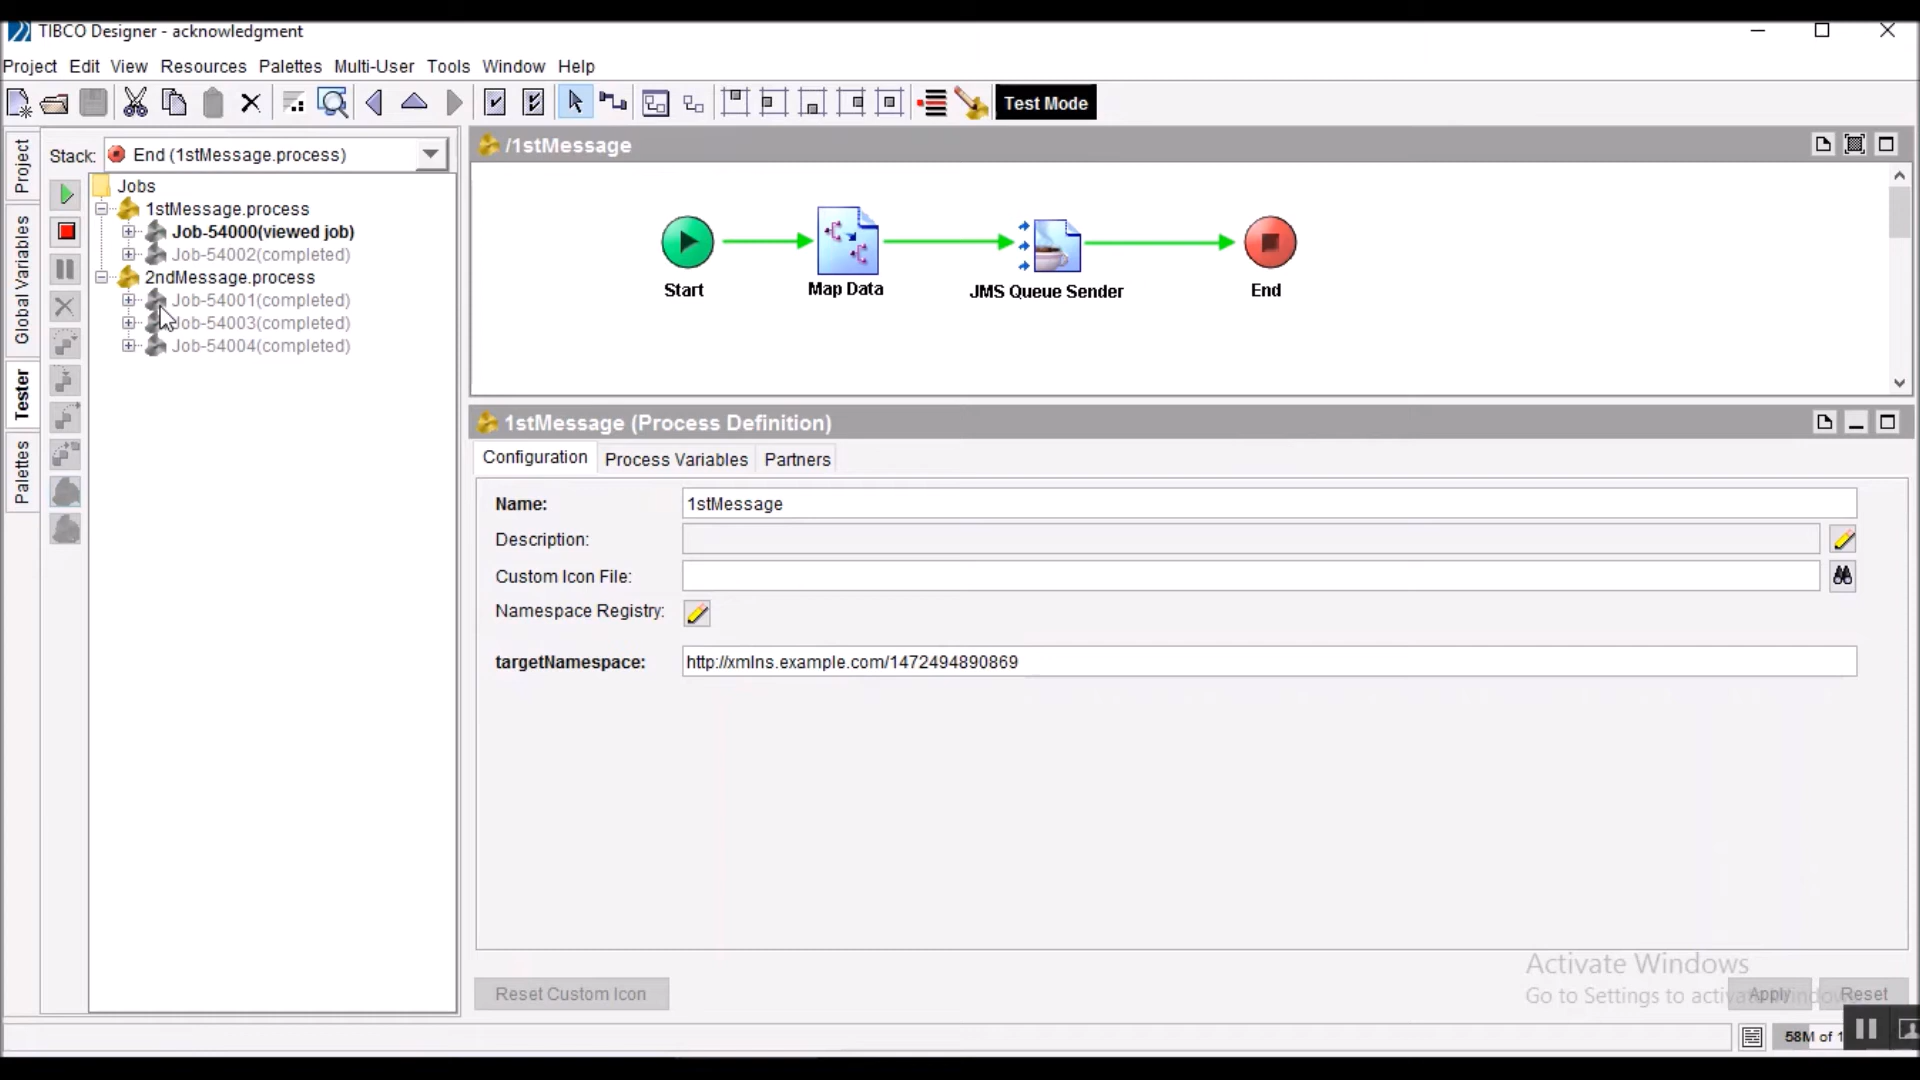 TIBCO Designer - acknowledgment
Project Edit View Resources Palettes Multi-User Tools Window Help
Test Mode
Project
Global Variables
Tester
Palettes
Stack: End (1stMessage.process)
Jobs
1stMessage.process
Job-54000(viewed job)
Job-54002(completed)
2ndMessage.process
Job-54001(completed)
Job-54003(completed)
Job-54004(completed)
/1stMessage
Start
Map Data
JMS Queue Sender
End
1stMessage (Process Definition)
Configuration Process Variables Partners
Name: 1stMessage
Description:
Custom Icon File:
Namespace Registry:
targetNamespace: http://xmlns.example.com/1472494890869
Activate Windows
Go to Settings to activate Windows.
Reset Custom Icon
Apply
Reset
58M of 1